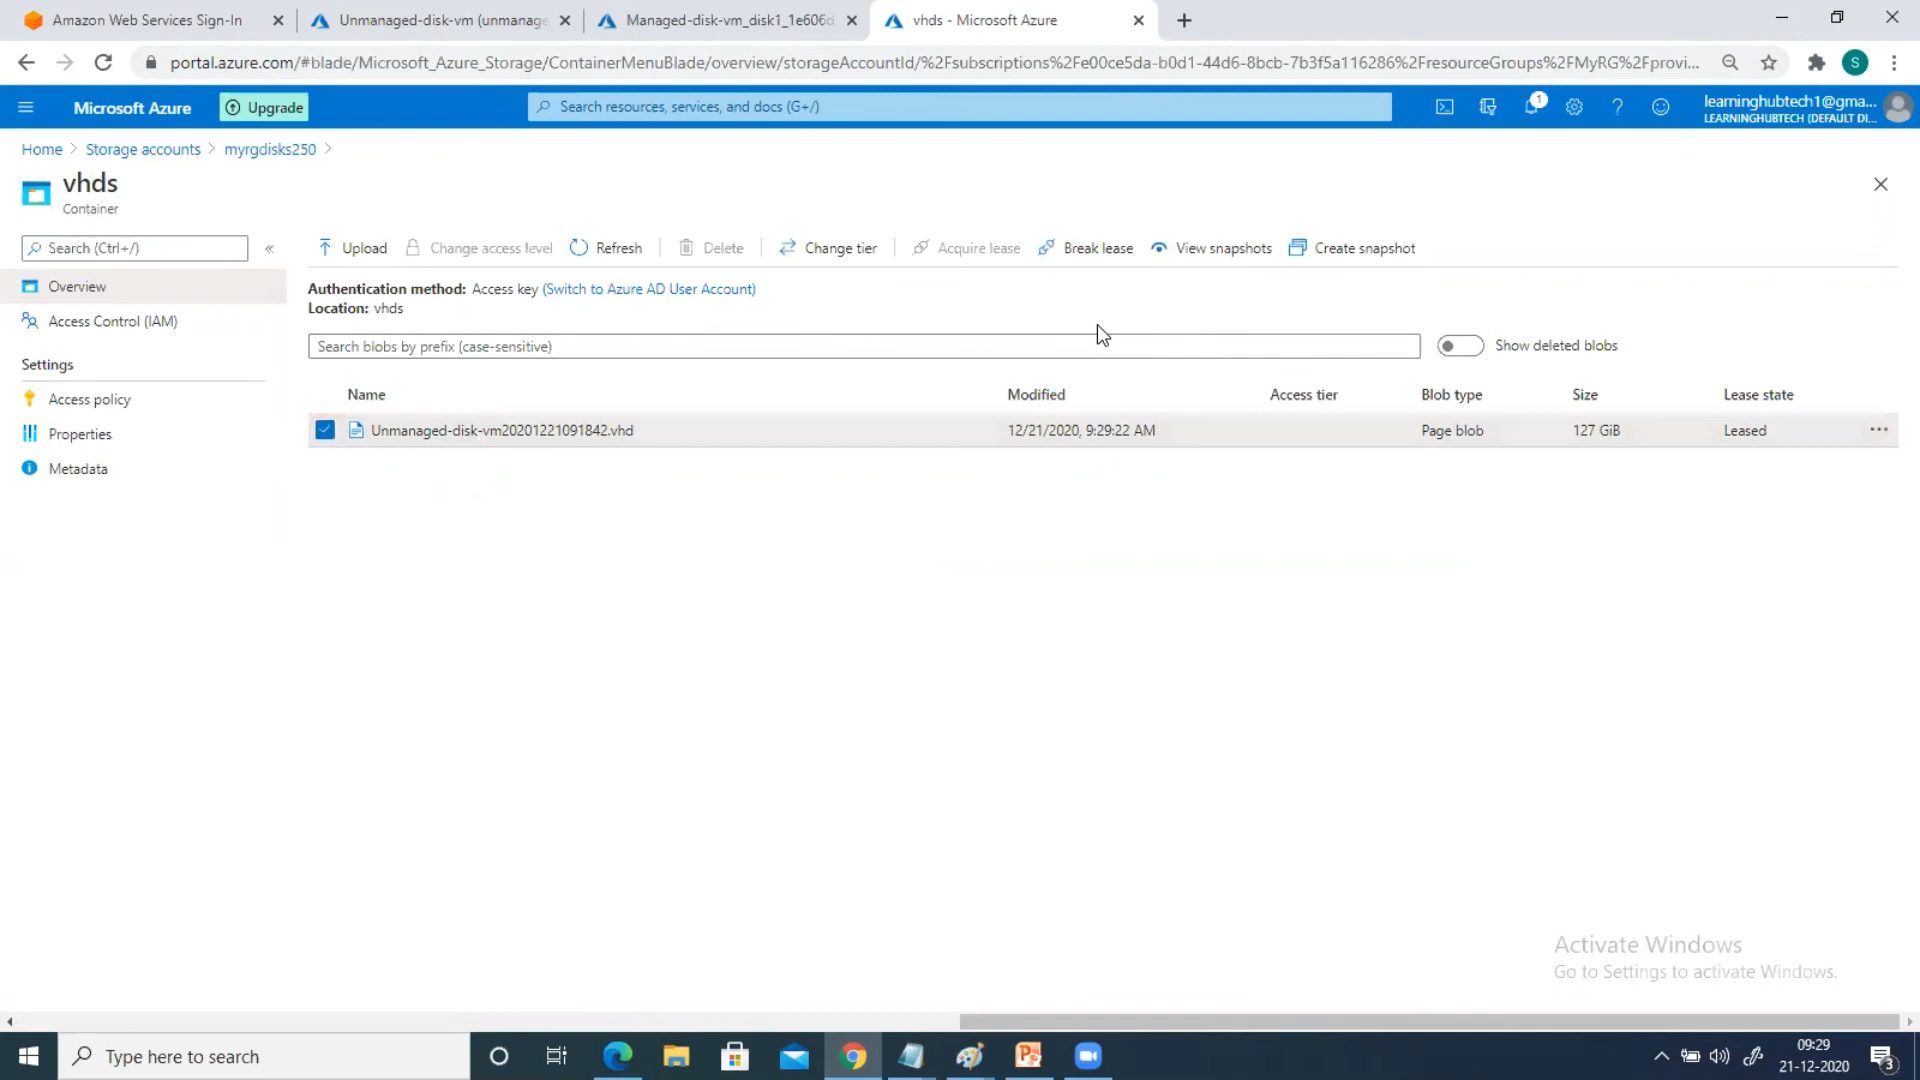 Amazon Web Services Sign-In
Unmanaged-disk-vm (unmanage
Managed-disk-vm_disk1_1e606d
vhds - Microsoft Azure
portal.azure.com/#blade/Microsoft_Azure_Storage/ContainerMenuBlade/overview/storageAccountId/%2Fsubscriptions%2Fe00ce5da-b0d1-44d6-8bcb-7b3f5a116286%2FresourceGroups%2FMyRG%2Fprovi...
S
Microsoft Azure
Upgrade
Search resources, services, and docs (G+/)
1
learninghubtech1@gma...
LEARNINGHUBTECH (DEFAULT DI...
Home > Storage accounts > myrgdisks250 >
vhds
Container
Search (Ctrl+/)
«
Upload
Change access level
Refresh
Delete
Change tier
Acquire lease
Break lease
View snapshots
Create snapshot
Overview
Access Control (IAM)
Settings
Access policy
Properties
Metadata
Authentication method: Access key (Switch to Azure AD User Account)
Location: vhds
Search blobs by prefix (case-sensitive)
Show deleted blobs
Name Modified Access tier Blob type Size Lease state
Unmanaged-disk-vm20201221091842.vhd 12/21/2020, 9:29:22 AM Page blob 127 GiB Leased
Activate Windows
Go to Settings to activate Windows.
Type here to search
09:29
21-12-2020
3